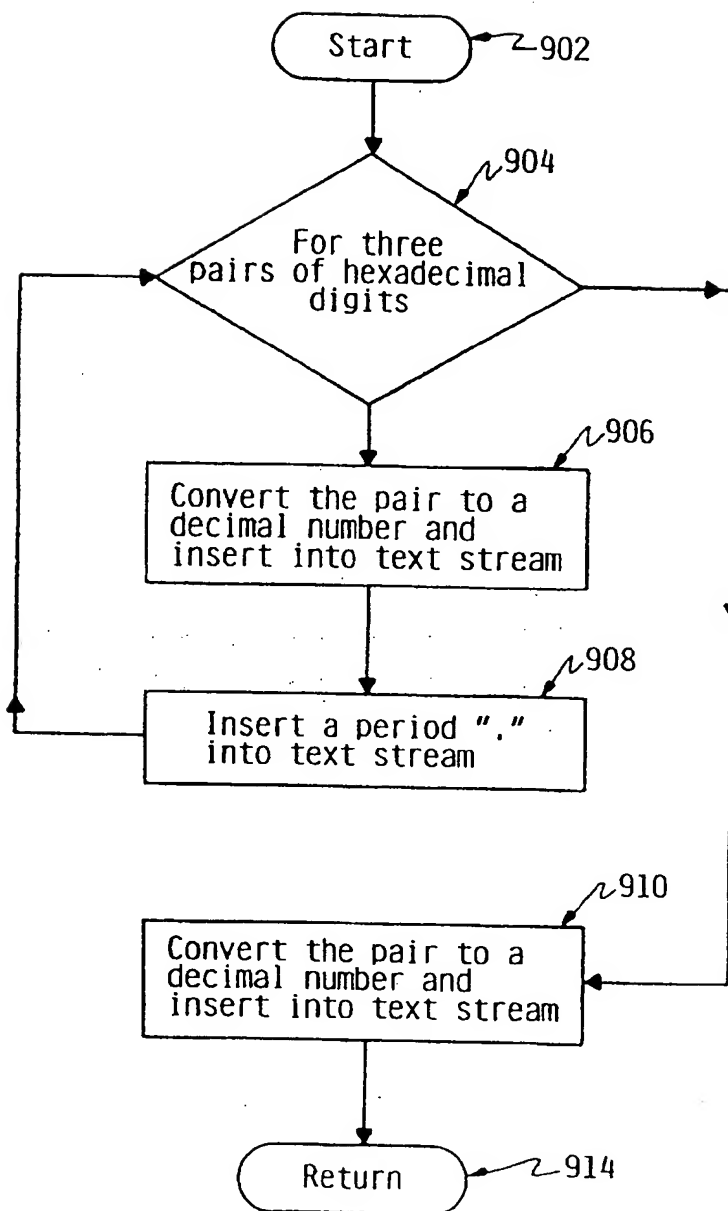 Start
902
904
For three
pairs of hexadecimal
digits
906
Convert the pair to a
decimal number and
insert into text stream
908
Insert a period "."
into text stream
910
Convert the pair to a
decimal number and
insert into text stream
Return
914